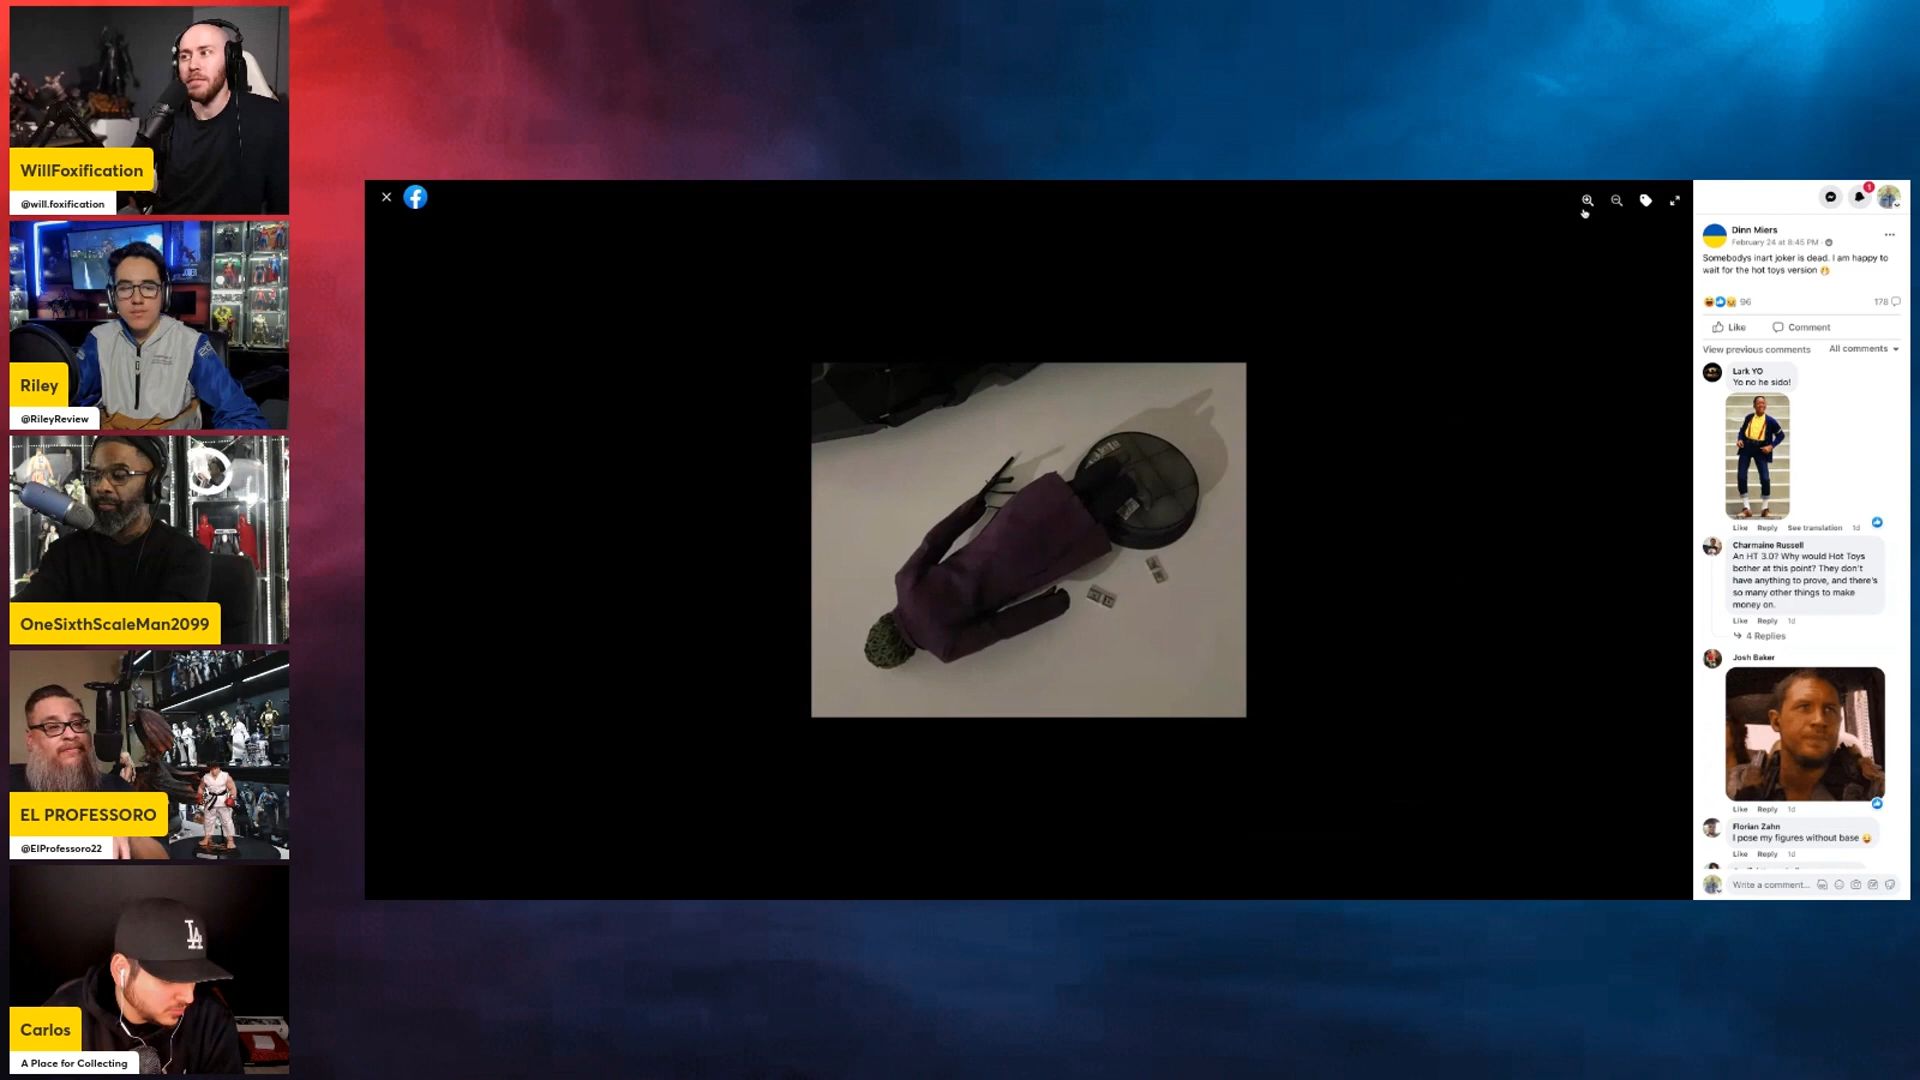 WillFoxification
@will.foxification
Riley
@RileyReview
OneSixthScaleMan2099
EL PROFESSORO
@ElProfessoro22
LA
Carlos
A Place for Collecting
1
Dinn Miers
February 24 at 8:45 PM ·
Somebodys inart joker is dead. I am happy to
wait for the hot toys version 🤭
96
178
Like
Comment
View previous comments
All comments
Lark YO
Yo no he sido!
Like Reply See translation 1d
Charmaine Russell
An HT 3.0? Why would Hot Toys
bother at this point? They don't
have anything to prove, and there's
so many other things to make
money on.
Like Reply 1d
4 Replies
Josh Baker
Like Reply 1d
Florian Zahn
I pose my figures without base 😜
Like Reply 1d
Write a comment...